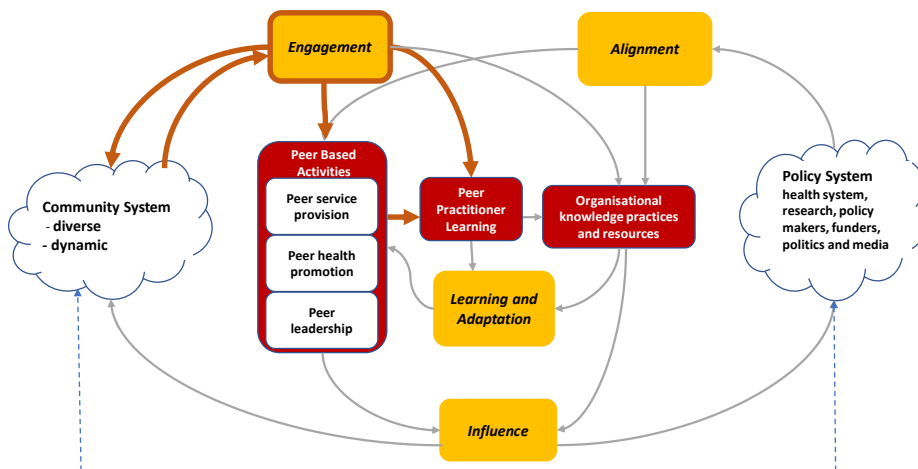 Engagement
Alignment
Peer Based
Activities
Peer service
provision
Peer health
promotion
Peer
leadership
Community System
- diverse
- dynamic
Peer
Practitioner
Learning
Organisational
knowledge practices
and resources
Policy System
health system,
research, policy
makers, funders,
politics and media
Learning and
Adaptation
Influence